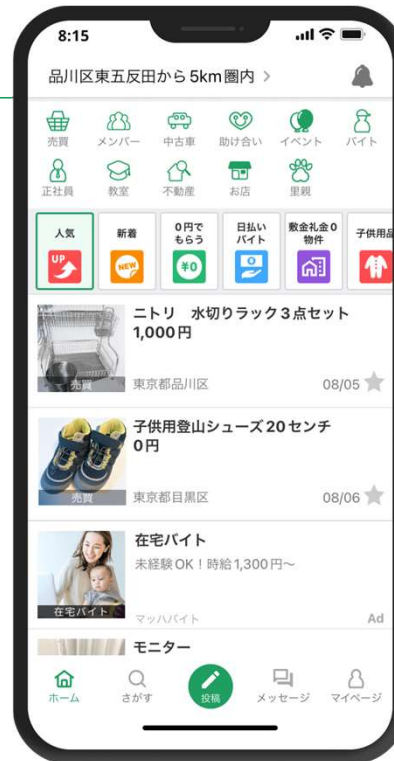 8:15
品川区東五反田から5km圏内 >
売買 メンバー 中古車 助け合い イベント バイト
正社員 教室 不動産 お店 里親
人気
UP
新着
NEW
0円で
もらう
¥0
日払い
バイト
敷金礼金0
物件
子供用品
ニトリ 水切りラック3点セット
1,000円
売買
東京都品川区 08/05
子供用登山シューズ20センチ
0円
売買
東京都目黒区 08/06
在宅バイト
未経験OK！時給1,300円〜
在宅バイト
マッハバイト Ad
モニター
ホーム さがす 投稿 メッセージ マイページ